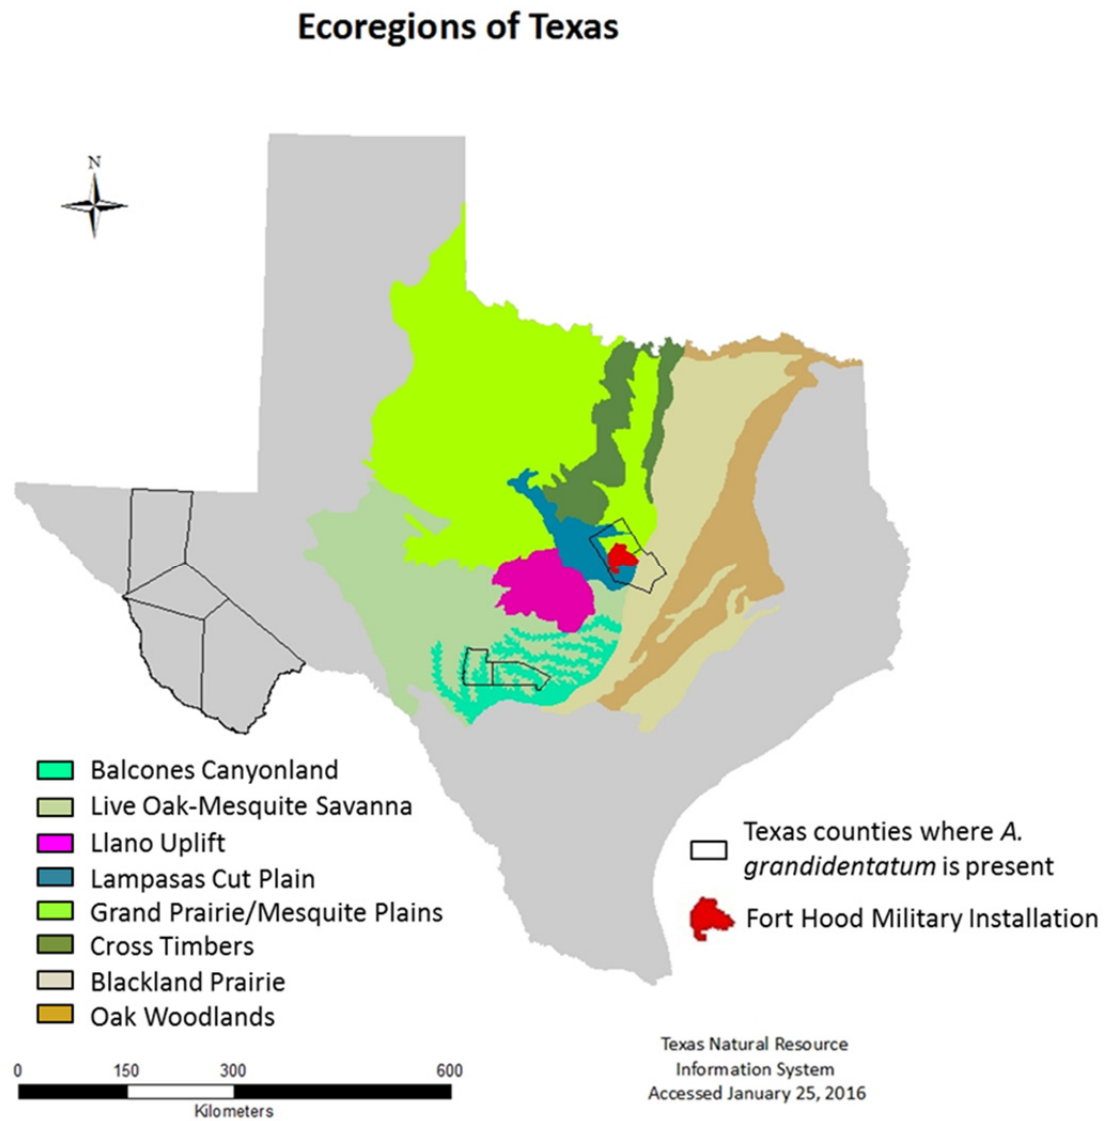 Ecoregions of Texas
N
Balcones Canyonland
Live Oak-Mesquite Savanna
Llano Uplift
Lampasas Cut Plain
Grand Prairie/Mesquite Plains
Cross Timbers
Blackland Prairie
Oak Woodlands
Texas counties where A.
grandidentatum is present
Fort Hood Military Installation
0 150 300 600
Kilometers
Texas Natural Resource
Information System
Accessed January 25, 2016